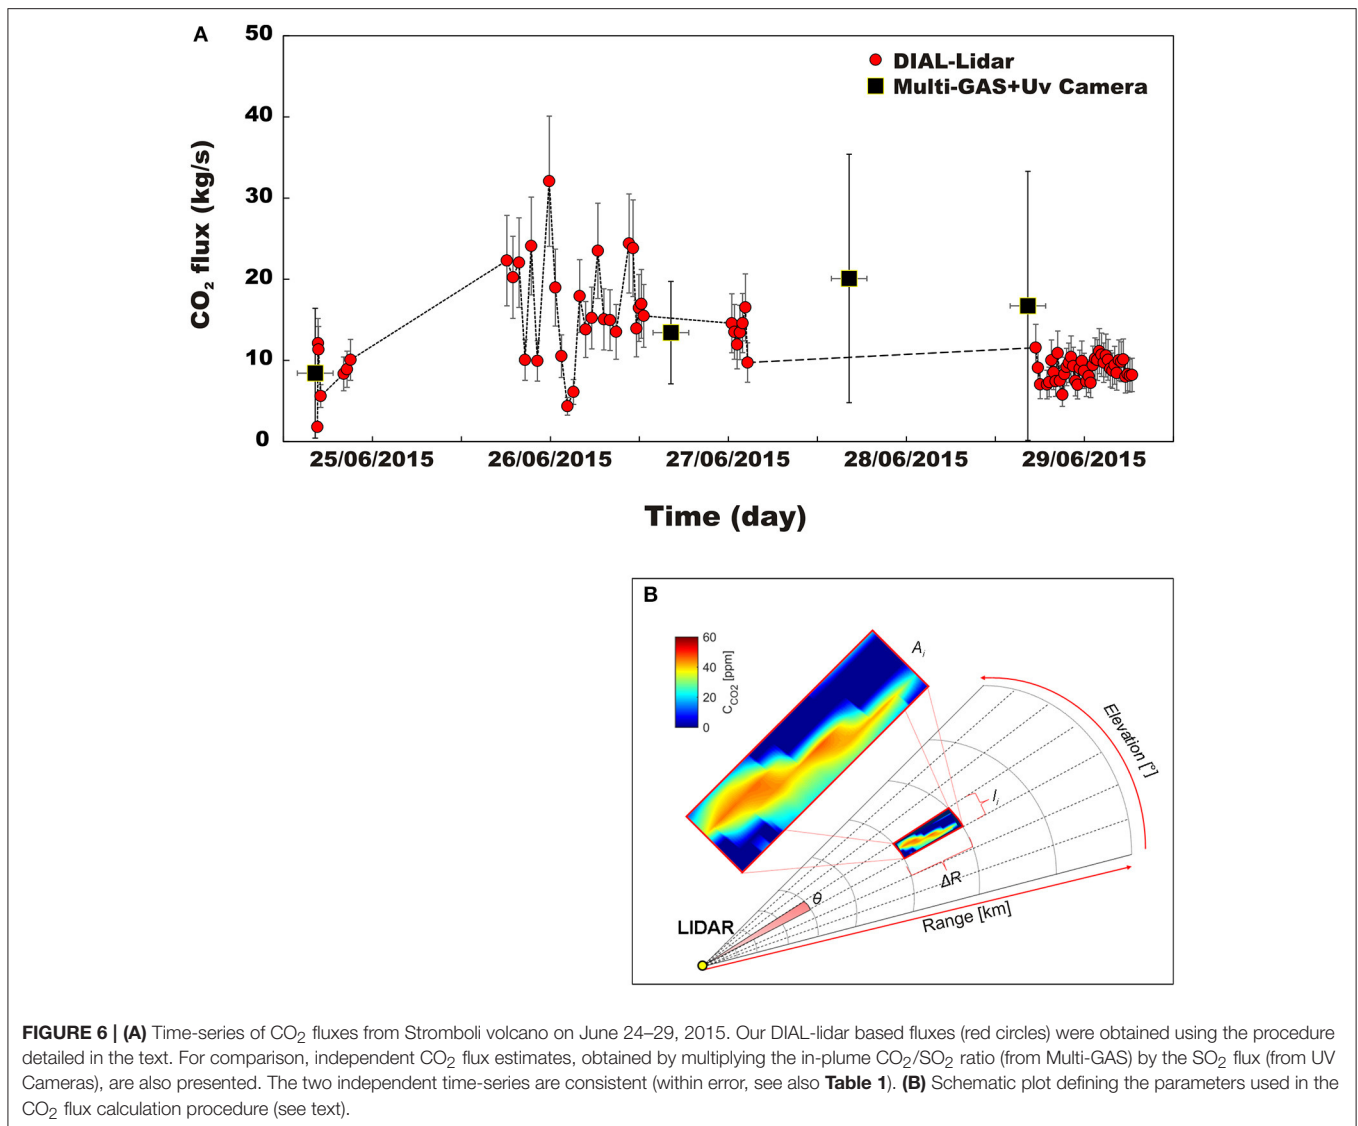 A
50
40
30
20
10
0
CO2 flux (kg/s)
DIAL-Lidar
Multi-GAS+Uv Camera
25/06/2015 26/06/2015 27/06/2015 28/06/2015 29/06/2015
Time (day)
B
60
40
20
0
CCO2 [ppm]
Ai
Elevation [°]
li
ΔR
θ
LIDAR
Range [km]
FIGURE 6 | (A) Time-series of CO2 fluxes from Stromboli volcano on June 24–29, 2015. Our DIAL-lidar based fluxes (red circles) were obtained using the procedure
detailed in the text. For comparison, independent CO2 flux estimates, obtained by multiplying the in-plume CO2/SO2 ratio (from Multi-GAS) by the SO2 flux (from UV
Cameras), are also presented. The two independent time-series are consistent (within error, see also Table 1). (B) Schematic plot defining the parameters used in the
CO2 flux calculation procedure (see text).